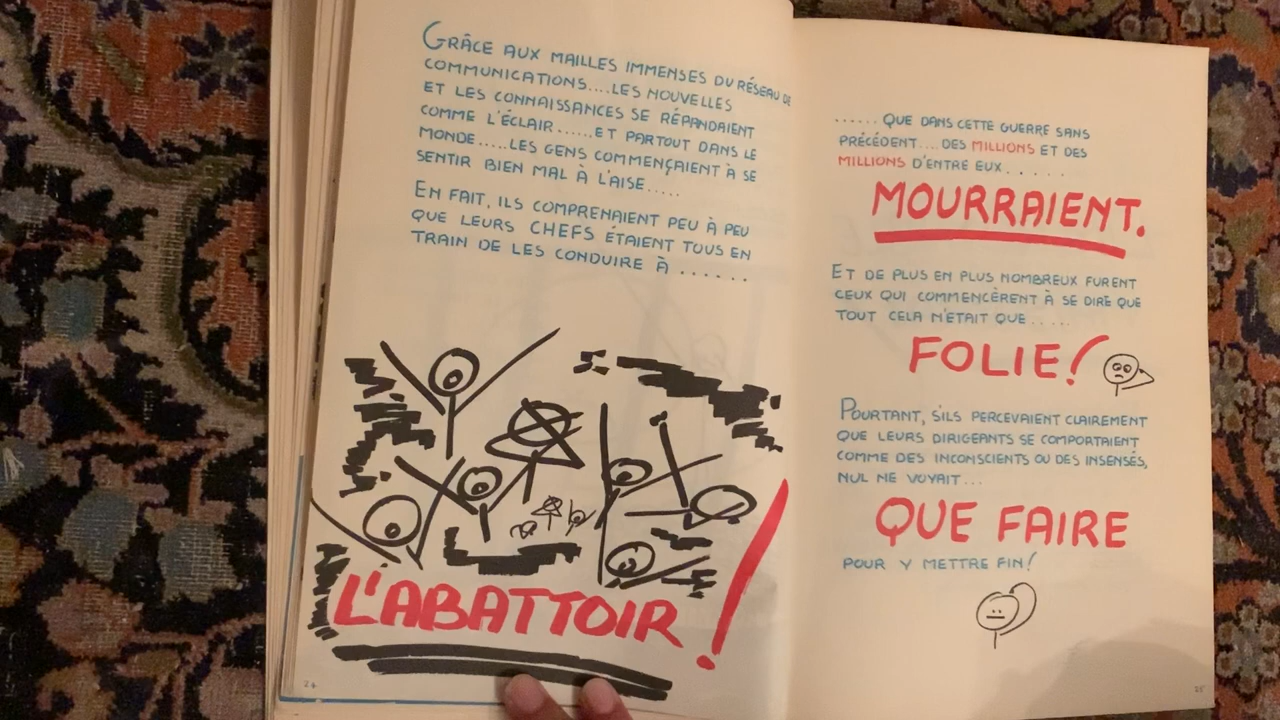 GRÂCE AUX MAILLES IMMENSES DU RÉSEAU DE
COMMUNICATIONS....LES NOUVELLES
ET LES CONNAISSANCES SE RÉPANDAIENT
COMME L'ÉCLAIR......ET PARTOUT DANS LE
MONDE.....LES GENS COMMENÇAIENT À SE
SENTIR BIEN MAL À L'AISE.....
EN FAIT, ILS COMPRENAIENT PEU À PEU
QUE LEURS CHEFS ÉTAIENT TOUS EN
TRAIN DE LES CONDUIRE À ......
L'ABATTOIR!
24
...... QUE DANS CETTE GUERRE SANS
PRÉCÉDENT....DES MILLIONS ET DES
MILLIONS D'ENTRE EUX......
MOURRAIENT.
ET DE PLUS EN PLUS NOMBREUX FURENT
CEUX QUI COMMENCÈRENT À SE DIRE QUE
TOUT CELA N'ÉTAIT QUE.....
FOLIE!
POURTANT, S'ILS PERCEVAIENT CLAIREMENT
QUE LEURS DIRIGEANTS SE COMPORTAIENT
COMME DES INCONSCIENTS OU DES INSENSÉS,
NUL NE VOYAIT...
QUE FAIRE
POUR Y METTRE FIN!
25